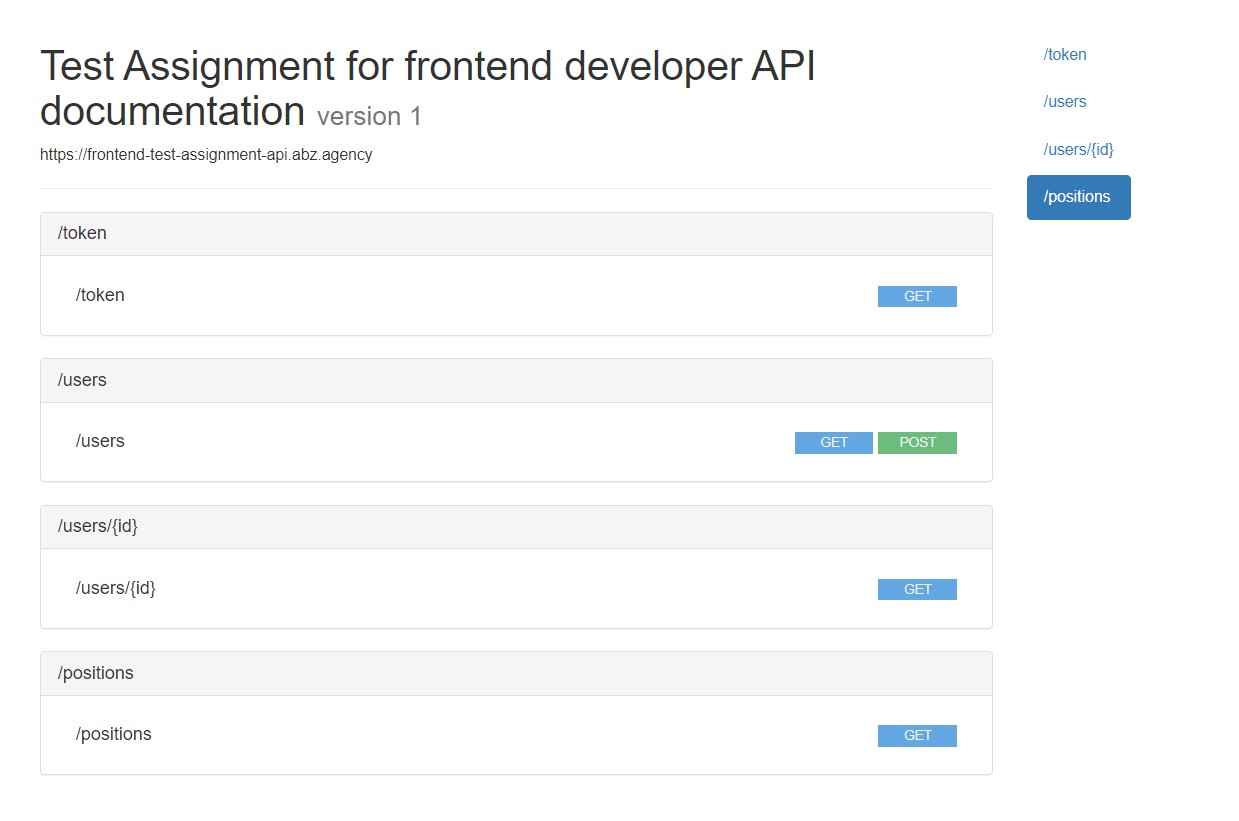 Test Assignment for frontend developer API
documentation version 1
https://frontend-test-assignment-api.abz.agency
/token
/token
GET
/users
/users
GET
POST
/users/{id}
/users/{id}
GET
/positions
/positions
GET
/token
/users
/users/{id}
/positions